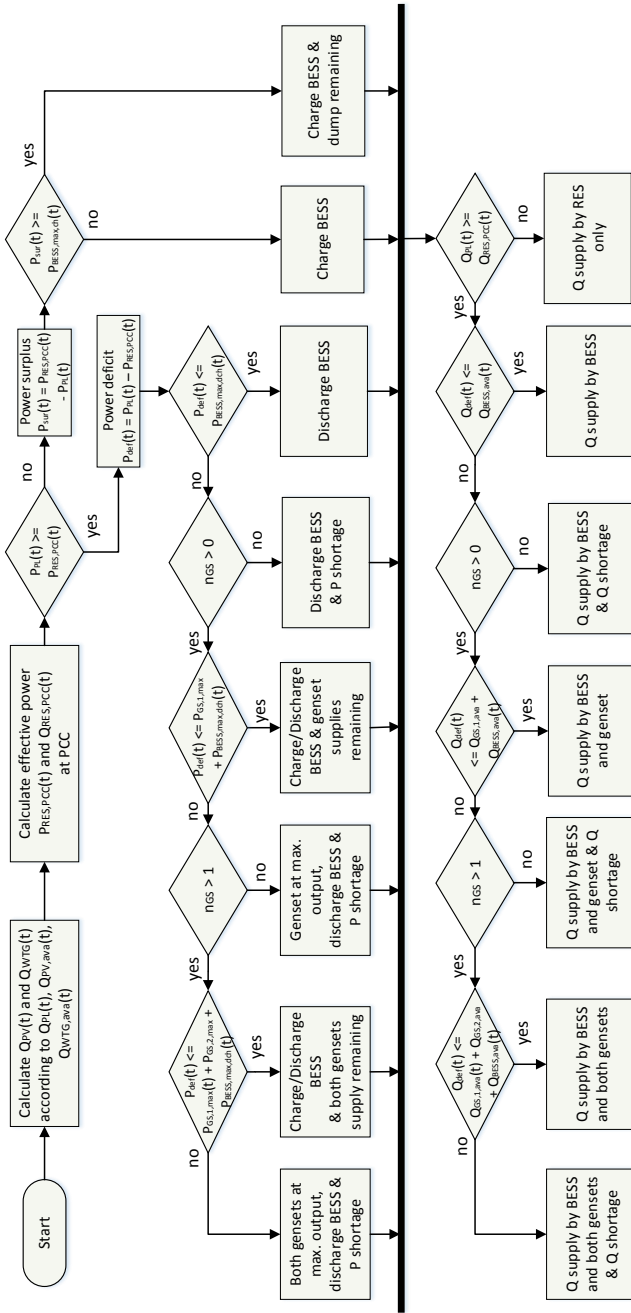 Start
Calculate QPV(t) and QWTG(t)
according to QPL(t), QPV,ava(t),
QWTG,ava(t)
Calculate effective power
PRES,PCC(t) and QRES,PCC(t)
at PCC
PPL(t) >=
PRES,PCC(t)
no
yes
Power surplus
Psur(t) = PRES,PCC(t)
- PPL(t)
Psur(t) >=
PBESS,max,ch(t)
yes
no
Power deficit
Pdef(t) = PPL(t) – PRES,PCC(t)
Pdef(t) <=
PBESS,max,dch(t)
no
yes
nGS > 0
yes
no
Pdef(t) <= PGS,1,max
+ PBESS,max,dch(t)
no
yes
nGS > 1
yes
no
Pdef(t) <=
PGS,1,max(t) + PGS,2,max +
PBESS,max,dch(t)
no
yes
Both gensets at
max. output,
discharge BESS &
P shortage
Charge/Discharge
BESS
& both gensets
supply remaining
Genset at max.
output,
discharge BESS &
P shortage
Charge/Discharge
BESS & genset
supplies
remaining
Discharge BESS
& P shortage
Discharge BESS
Charge BESS
Charge BESS &
dump remaining
QPL(t) >=
QRES,PCC(t)
yes
no
Qdef(t) <=
QBESS,ava(t)
no
yes
nGS > 0
yes
no
Qdef(t)
<= QGS,1,ava +
QBESS,ava(t)
no
yes
nGS > 1
yes
no
Qdef(t) <=
QGS,1,ava(t) + QGS,2,ava
+ QBESS,ava(t)
no
yes
Q supply by BESS
and both gensets
& Q shortage
Q supply by BESS
and both gensets
Q supply by BESS
and genset & Q
shortage
Q supply by BESS
and genset
Q supply by BESS
& Q shortage
Q supply by BESS
Q supply by RES
only